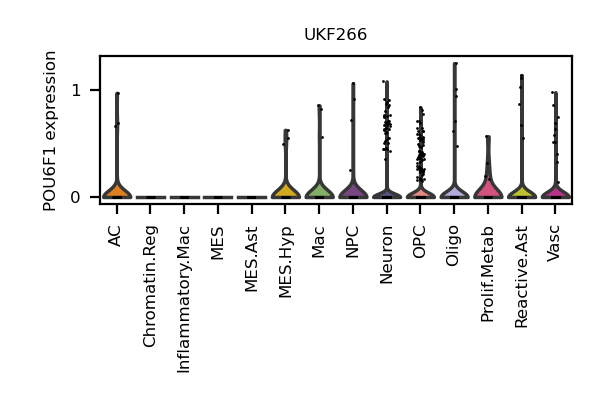 UKF266
POU6F1 expression
1
0
AC
Chromatin.Reg
Inflammatory.Mac
MES
MES.Ast
MES.Hyp
Mac
NPC
Neuron
OPC
Oligo
Prolif.Metab
Reactive.Ast
Vasc